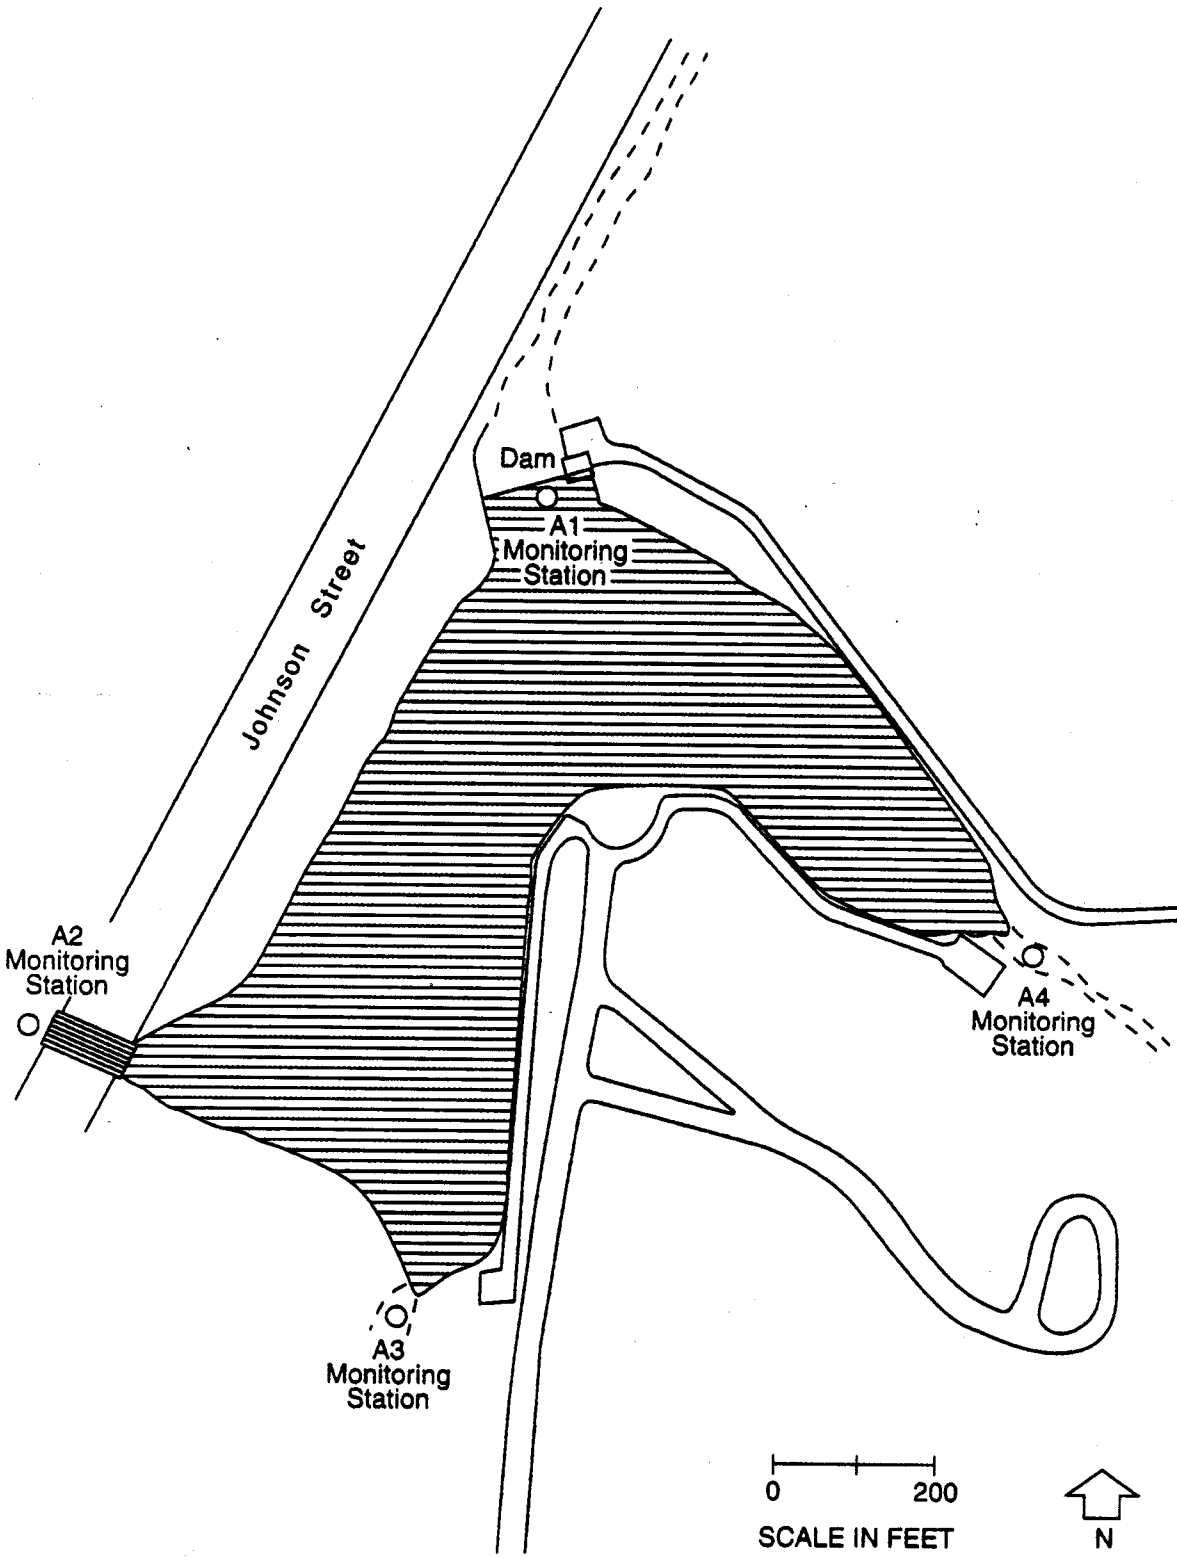 Johnson Street
Dam
A1
Monitoring
Station
A2
Monitoring
Station
A4
Monitoring
Station
A3
Monitoring
Station
0 200
SCALE IN FEET
N